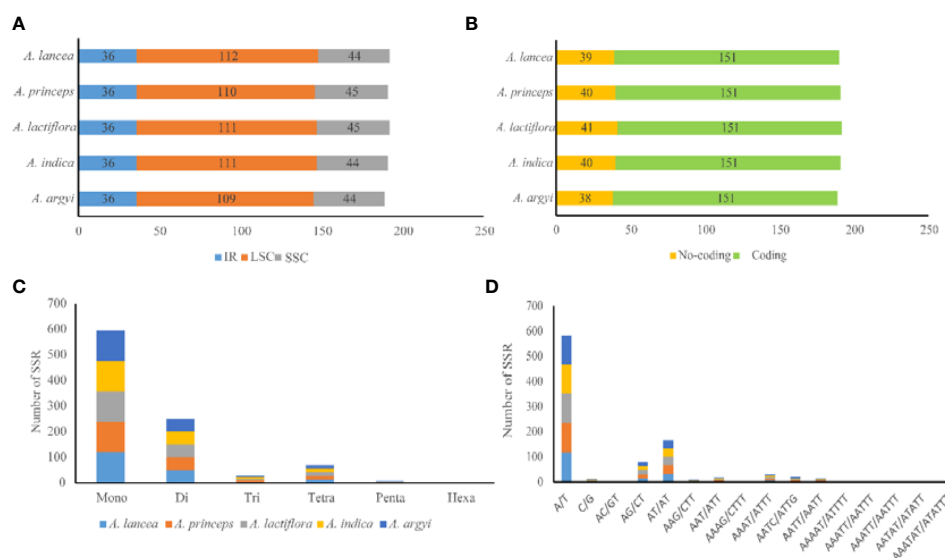 A
A. lancea 36 112 44
A. princeps 36 110 45
A. lactiflora 36 111 45
A. indica 36 111 44
A. argyi 36 109 44
0 50 100 150 200 250
IR LSC SSC
B
A. lancea 39 151
A. princeps 40 151
A. lactiflora 41 151
A. indica 40 151
A. argyi 38 151
0 50 100 150 200 250
No-coding Coding
C
Number of SSR
700
600
500
400
300
200
100
0
Mono Di Tri Tetra Penta Hexa
A. lancea A. princeps A. lactiflora A. indica A. argyi
D
Number of SSR
700
600
500
400
300
200
100
0
A/T
C/G
AC/GT
AG/CT
AT/AT
AAG/CTT
AAT/ATT
AAAG/CTTT
AAAT/ATTT
AATC/ATTG
AATT/AATT
AAAAT/ATTTT
AAATT/AATTT
AAATT/AATTT
AATAT/ATATT
AAATAT/ATATTT